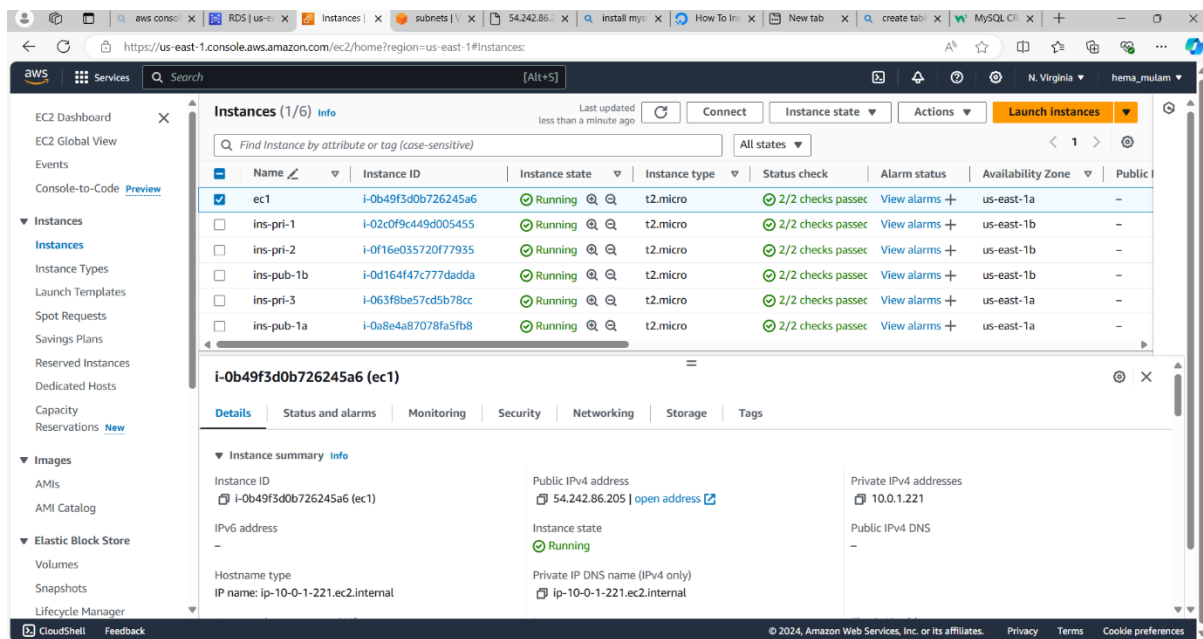 aws consol
RDS | us-e
Instances |
subnets | V
54.242.86.2
install mys
How To Ins
New tab
create tabl
MySQL CR
https://us-east-1.console.aws.amazon.com/ec2/home?region=us-east-1#Instances:
aws
Services
Search
[Alt+S]
N. Virginia
hema_mulam
EC2 Dashboard
EC2 Global View
Events
Console-to-Code Preview
Instances
Instances
Instance Types
Launch Templates
Spot Requests
Savings Plans
Reserved Instances
Dedicated Hosts
Capacity
Reservations New
Images
AMIs
AMI Catalog
Elastic Block Store
Volumes
Snapshots
Lifecycle Manager
Instances (1/6) Info
Last updated
less than a minute ago
Connect
Instance state
Actions
Launch instances
Find Instance by attribute or tag (case-sensitive)
All states
1
Name Instance ID Instance state Instance type Status check Alarm status Availability Zone Public I
ec1 i-0b49f3d0b726245a6 Running t2.micro 2/2 checks passed View alarms + us-east-1a –
ins-pri-1 i-02c0f9c449d005455 Running t2.micro 2/2 checks passed View alarms + us-east-1b –
ins-pri-2 i-0f16e035720f77935 Running t2.micro 2/2 checks passed View alarms + us-east-1b –
ins-pub-1b i-0d164f47c777dadda Running t2.micro 2/2 checks passed View alarms + us-east-1b –
ins-pri-3 i-063f8be57cd5b78cc Running t2.micro 2/2 checks passed View alarms + us-east-1a –
ins-pub-1a i-0a8e4a87078fa5fb8 Running t2.micro 2/2 checks passed View alarms + us-east-1a –
i-0b49f3d0b726245a6 (ec1)
Details Status and alarms Monitoring Security Networking Storage Tags
Instance summary Info
Instance ID
i-0b49f3d0b726245a6 (ec1)
Public IPv4 address
54.242.86.205 | open address
Private IPv4 addresses
10.0.1.221
IPv6 address
–
Instance state
Running
Public IPv4 DNS
–
Hostname type
IP name: ip-10-0-1-221.ec2.internal
Private IP DNS name (IPv4 only)
ip-10-0-1-221.ec2.internal
CloudShell Feedback
© 2024, Amazon Web Services, Inc. or its affiliates. Privacy Terms Cookie preferences